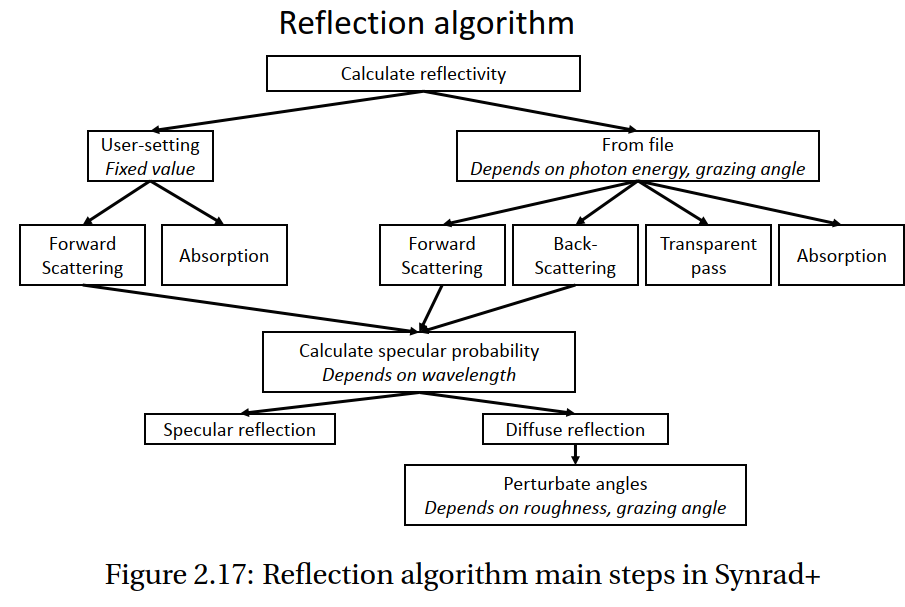 Reflection algorithm
Calculate reflectivity
User-setting
Fixed value
From file
Depends on photon energy, grazing angle
Forward
Scattering
Absorption
Forward
Scattering
Back-
Scattering
Transparent
pass
Absorption
Calculate specular probability
Depends on wavelength
Specular reflection
Diffuse reflection
Perturbate angles
Depends on roughness, grazing angle
Figure 2.17: Reflection algorithm main steps in Synrad+